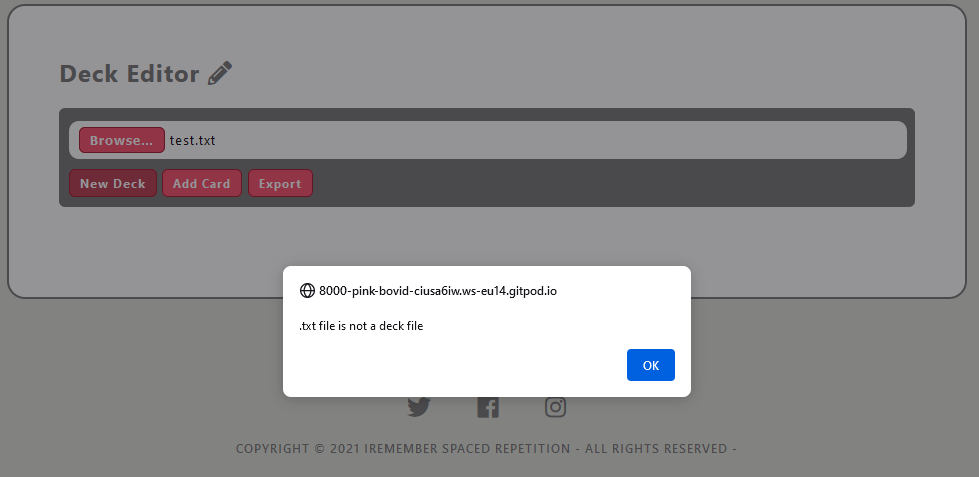 Deck Editor
Browse... test.txt
New Deck Add Card Export
8000-pink-bovid-ciusa6iw.ws-eu14.gitpod.io
.txt file is not a deck file
OK
COPYRIGHT © 2021 IREMEMBER SPACED REPETITION - ALL RIGHTS RESERVED -